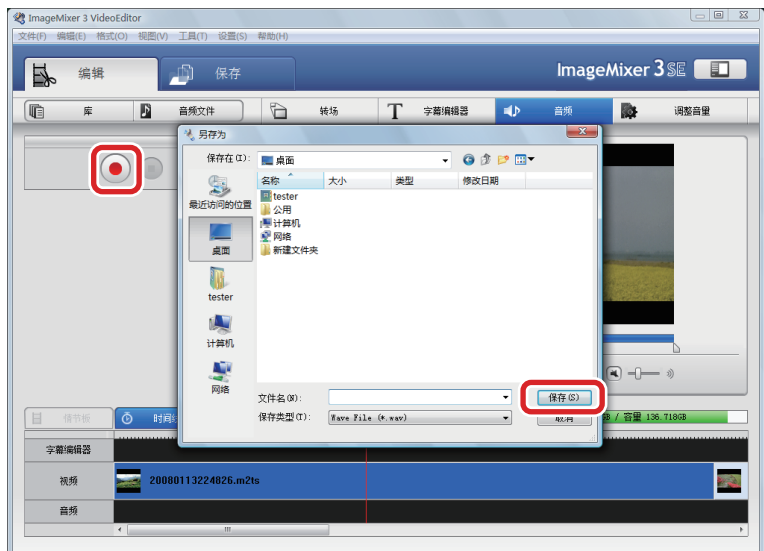 ImageMixer 3 VideoEditor
文件(F) 编辑(E) 格式(O) 视图(V) 工具(T) 设置(S) 帮助(H)
编辑 保存 ImageMixer 3 SE
库 音频文件 转场 T 字幕编辑器 音频 调整音量
另存为
保存在(I): 桌面
名称 大小 类型 修改日期
tester
公用
计算机
网络
新建文件夹
最近访问的位置
桌面
tester
计算机
网络
文件名(N): 保存(S)
保存类型(T): Wave File (*.wav) 取消
情节板 时间 / 容量 136.718GB
字幕编辑器
视频 20080113224826.m2ts
音频